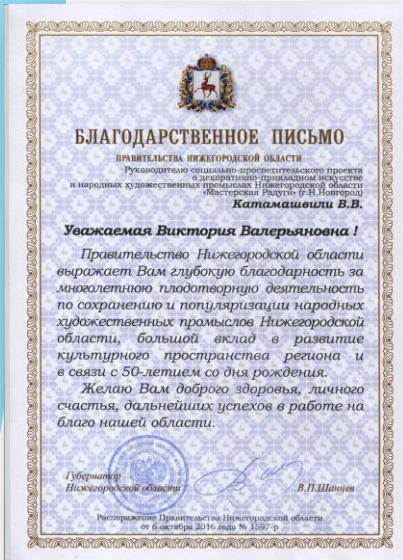 БЛАГОДАРСТВЕННОЕ ПИСЬМО
ПРАВИТЕЛЬСТВА НИЖЕГОРОДСКОЙ ОБЛАСТИ
Руководителю социально-просветительского проекта
о декоративно-прикладном искусстве
и народных художественных промыслах Нижегородской области
«Мастерская Радуги» (г.Н.Новгород)
Катамашвили В.В.
Уважаемая Виктория Валерьяновна !
Правительство Нижегородской области
выражает Вам глубокую благодарность за
многолетнюю плодотворную деятельность
по сохранению и популяризации народных
художественных промыслов Нижегородской
области, большой вклад в развитие
культурного пространства региона и
в связи с 50-летием со дня рождения.
Желаю Вам доброго здоровья, личного
счастья, дальнейших успехов в работе на
благо нашей области.
Губернатор
Нижегородской области В.П.Шанцев
Распоряжение Правительства Нижегородской области
от 6 октября 2016 года № 1597-р